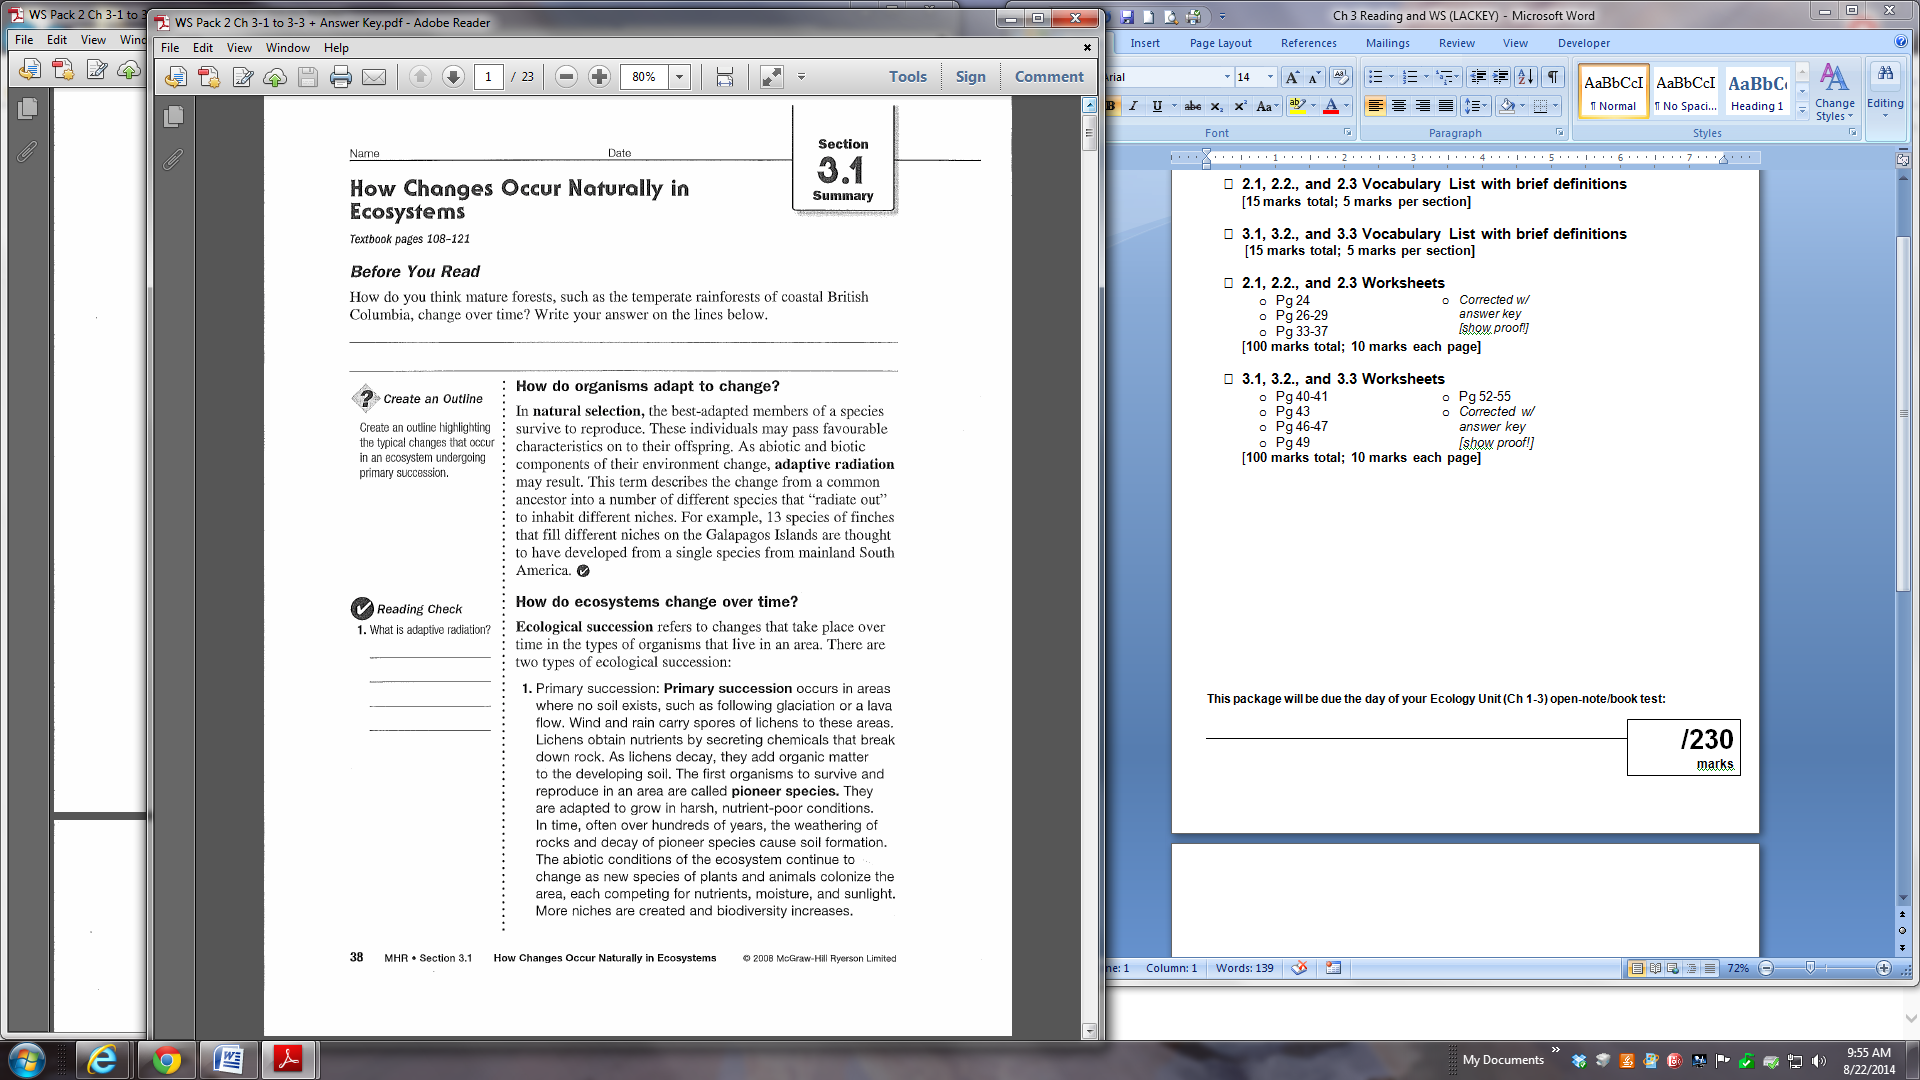 WS Pack 2 Ch 3-1 to 3
File Edit View Wind
WS Pack 2 Ch 3-1 to 3-3 + Answer Key.pdf - Adobe Reader
File Edit View Window Help
1 / 23 80% Tools Sign Comment
Name Date
Section
3.1
Summary
How Changes Occur Naturally in
Ecosystems
Textbook pages 108–121
Before You Read
How do you think mature forests, such as the temperate rainforests of coastal British
Columbia, change over time? Write your answer on the lines below.
? Create an Outline
Create an outline highlighting
the typical changes that occur
in an ecosystem undergoing
primary succession.
How do organisms adapt to change?
In natural selection, the best-adapted members of a species
survive to reproduce. These individuals may pass favourable
characteristics on to their offspring. As abiotic and biotic
components of their environment change, adaptive radiation
may result. This term describes the change from a common
ancestor into a number of different species that “radiate out”
to inhabit different niches. For example, 13 species of finches
that fill different niches on the Galapagos Islands are thought
to have developed from a single species from mainland South
America.
Reading Check
1. What is adaptive radiation?
How do ecosystems change over time?
Ecological succession refers to changes that take place over
time in the types of organisms that live in an area. There are
two types of ecological succession:
1. Primary succession: Primary succession occurs in areas
where no soil exists, such as following glaciation or a lava
flow. Wind and rain carry spores of lichens to these areas.
Lichens obtain nutrients by secreting chemicals that break
down rock. As lichens decay, they add organic matter
to the developing soil. The first organisms to survive and
reproduce in an area are called pioneer species. They
are adapted to grow in harsh, nutrient-poor conditions.
In time, often over hundreds of years, the weathering of
rocks and decay of pioneer species cause soil formation.
The abiotic conditions of the ecosystem continue to
change as new species of plants and animals colonize the
area, each competing for nutrients, moisture, and sunlight.
More niches are created and biodiversity increases.
38 MHR • Section 3.1 How Changes Occur Naturally in Ecosystems © 2008 McGraw-Hill Ryerson Limited
Ch 3 Reading and WS (LACKEY) - Microsoft Word
Insert Page Layout References Mailings Review View Developer
rial 14
AaBbCcI AaBbCcI AaBbC
¶ Normal ¶ No Spaci... Heading 1
Change Styles
Editing
Font Paragraph Styles
1 2 3 4 5 6 7
2.1, 2.2., and 2.3 Vocabulary List with brief definitions
[15 marks total; 5 marks per section]
3.1, 3.2., and 3.3 Vocabulary List with brief definitions
[15 marks total; 5 marks per section]
2.1, 2.2., and 2.3 Worksheets
o Pg 24
o Pg 26-29
o Pg 33-37
o Corrected w/
answer key
[show proof!]
[100 marks total; 10 marks each page]
3.1, 3.2., and 3.3 Worksheets
o Pg 40-41
o Pg 43
o Pg 46-47
o Pg 49
o Pg 52-55
o Corrected w/
answer key
[show proof!]
[100 marks total; 10 marks each page]
This package will be due the day of your Ecology Unit (Ch 1-3) open-note/book test:
/230
marks
ne: 1 Column: 1 Words: 139 72%
My Documents
9:55 AM
8/22/2014